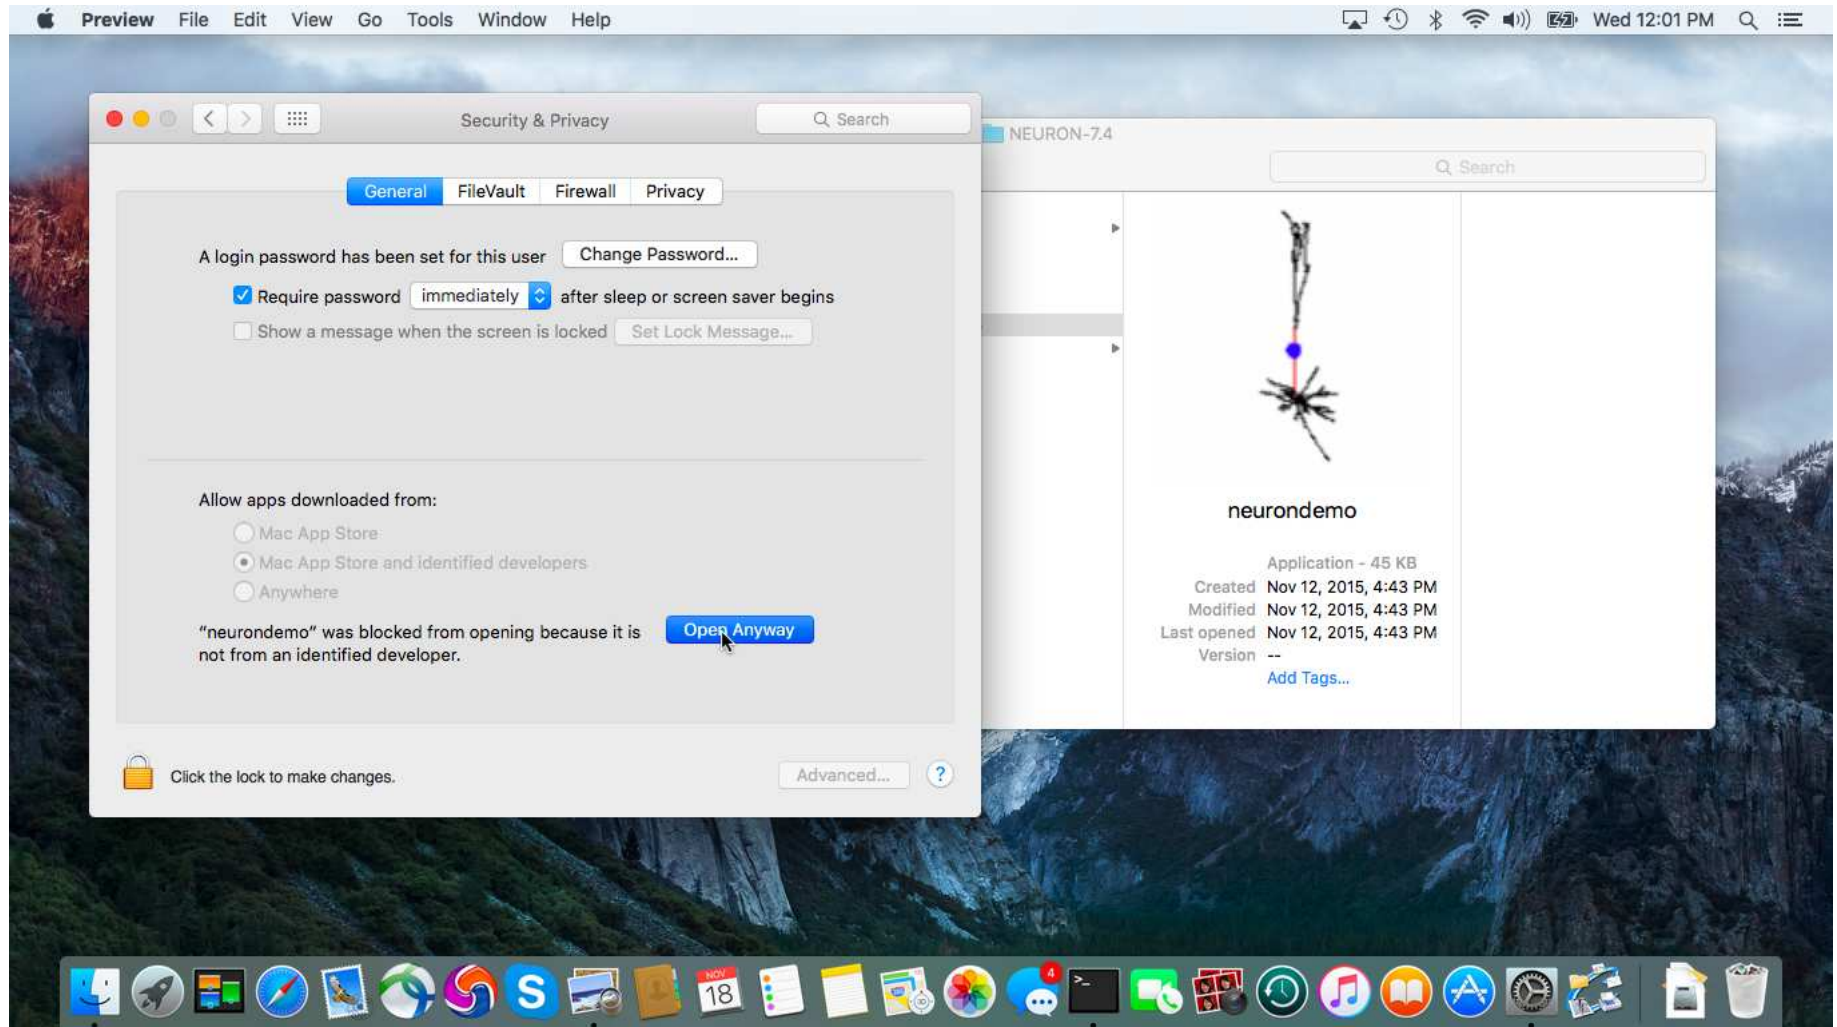 Preview File Edit View Go Tools Window Help Wed 12:01 PM
Security & Privacy
Search
NEURON-7.4
Search
General FileVault Firewall Privacy
A login password has been set for this user Change Password...
Require password immediately after sleep or screen saver begins
Show a message when the screen is locked Set Lock Message...
Allow apps downloaded from:
Mac App Store
Mac App Store and identified developers
Anywhere
“neurondemo” was blocked from opening because it is
not from an identified developer.
Open Anyway
Click the lock to make changes.
Advanced... ?
neurondemo
Application - 45 KB
Created Nov 12, 2015, 4:43 PM
Modified Nov 12, 2015, 4:43 PM
Last opened Nov 12, 2015, 4:43 PM
Version --
Add Tags...
S
NOV
18
4
>_